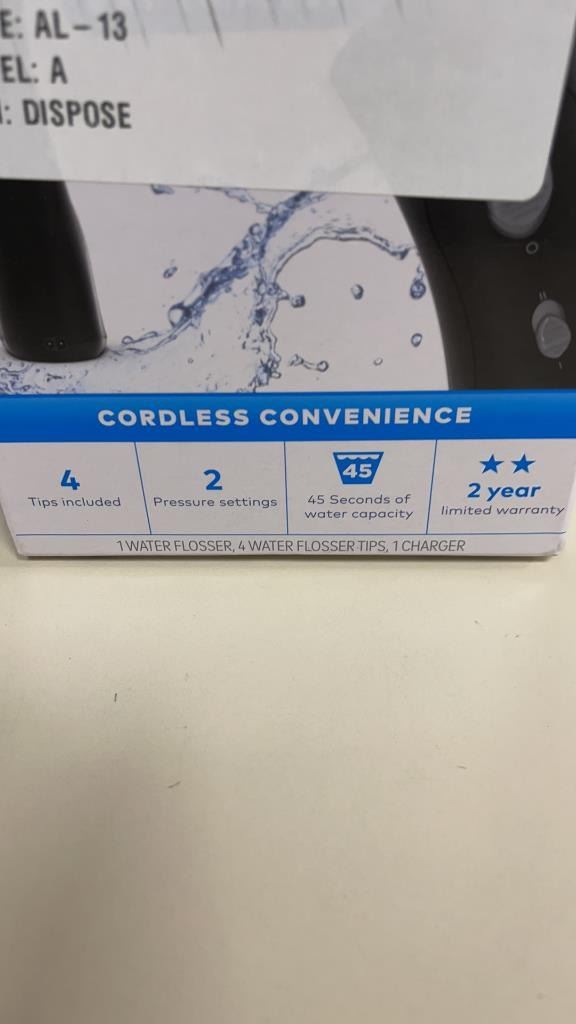 E: AL-13
EL: A
: DISPOSE
CORDLESS CONVENIENCE
4
Tips included
2
Pressure settings
45
45 Seconds of
water capacity
2 year
limited warranty
1 WATER FLOSSER, 4 WATER FLOSSER TIPS, 1 CHARGER